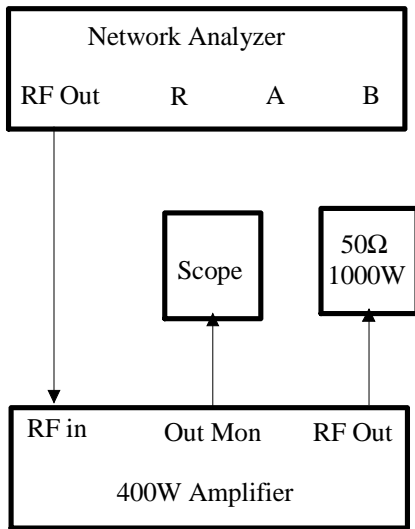 Network Analyzer
RF Out R A B
Scope
50Ω
1000W
RF in Out Mon RF Out
400W Amplifier